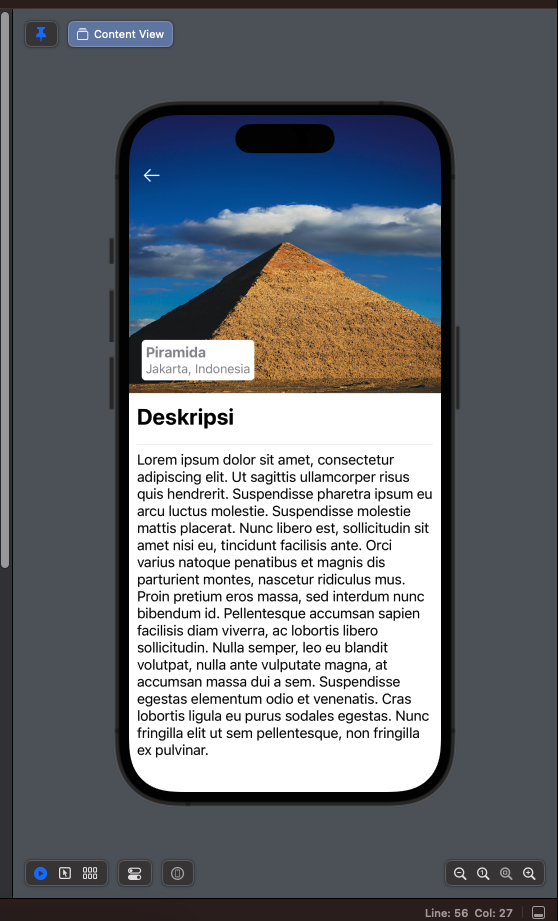 Content View
Piramida
Jakarta, Indonesia
Deskripsi
Lorem ipsum dolor sit amet, consectetur
adipiscing elit. Ut sagittis ullamcorper risus
quis hendrerit. Suspendisse pharetra ipsum eu
arcu luctus molestie. Suspendisse molestie
mattis placerat. Nunc libero est, sollicitudin sit
amet nisi eu, tincidunt facilisis ante. Orci
varius natoque penatibus et magnis dis
parturient montes, nascetur ridiculus mus.
Proin pretium eros massa, sed interdum nunc
bibendum id. Pellentesque accumsan sapien
facilisis diam viverra, ac lobortis libero
sollicitudin. Nulla semper, leo eu blandit
volutpat, nulla ante vulputate magna, at
accumsan massa dui a sem. Suspendisse
egestas elementum odio et venenatis. Cras
lobortis ligula eu purus sodales egestas. Nunc
fringilla elit ut sem pellentesque, non fringilla
ex pulvinar.
Line: 56 Col: 27